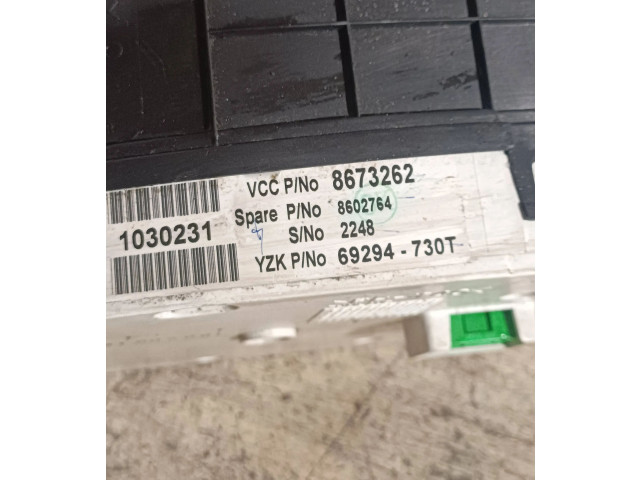 VCC P/No 8673262
Spare P/No 8602764
1030231
S/No 2248
YZK P/No 69294-730T